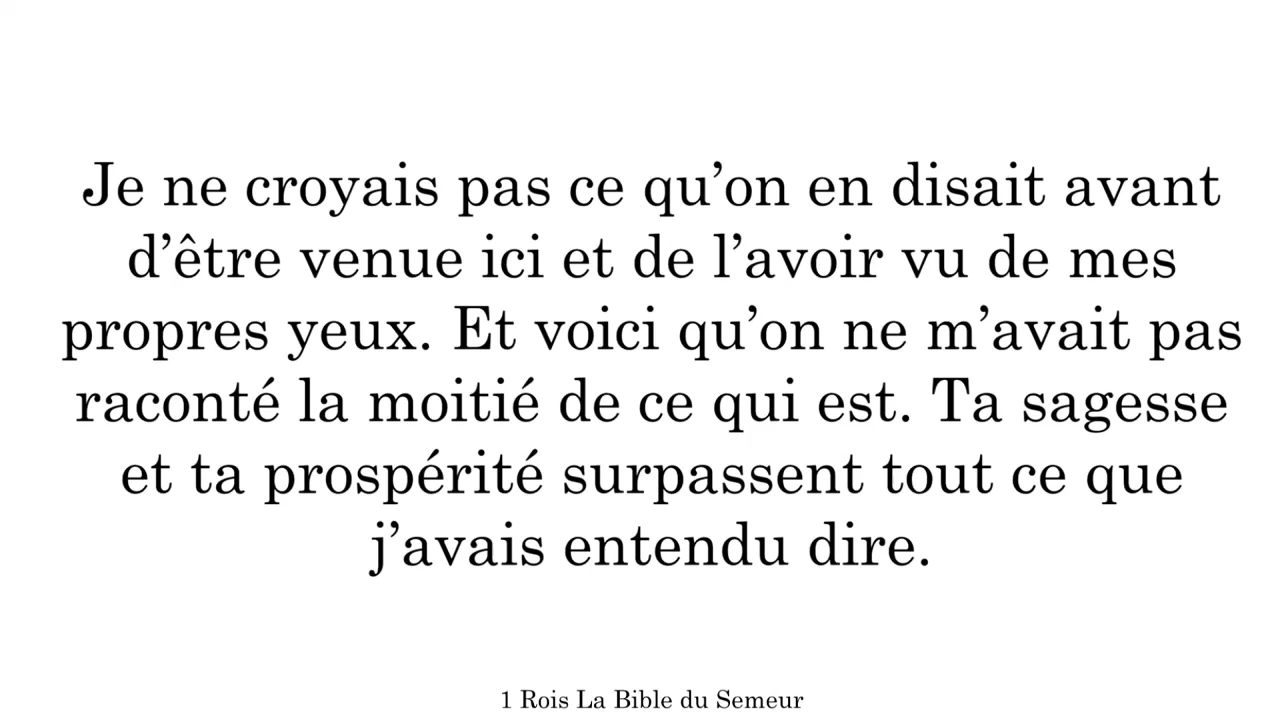 Je ne croyais pas ce qu’on en disait avant
d’être venue ici et de l’avoir vu de mes
propres yeux. Et voici qu’on ne m’avait pas
raconté la moitié de ce qui est. Ta sagesse
et ta prospérité surpassent tout ce que
j’avais entendu dire.
1 Rois La Bible du Semeur